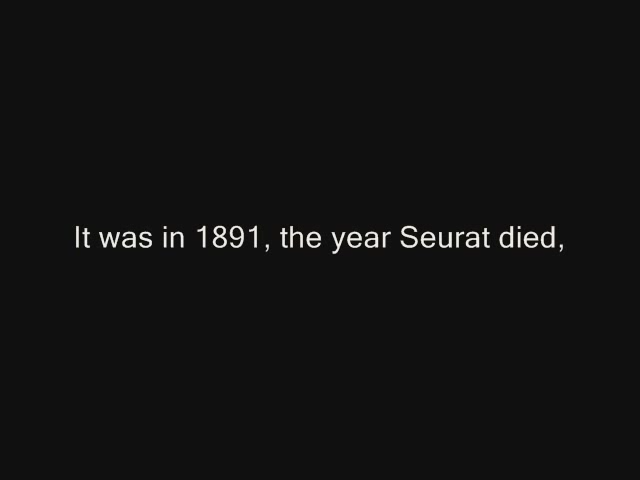 It was in 1891, the year Seurat died,